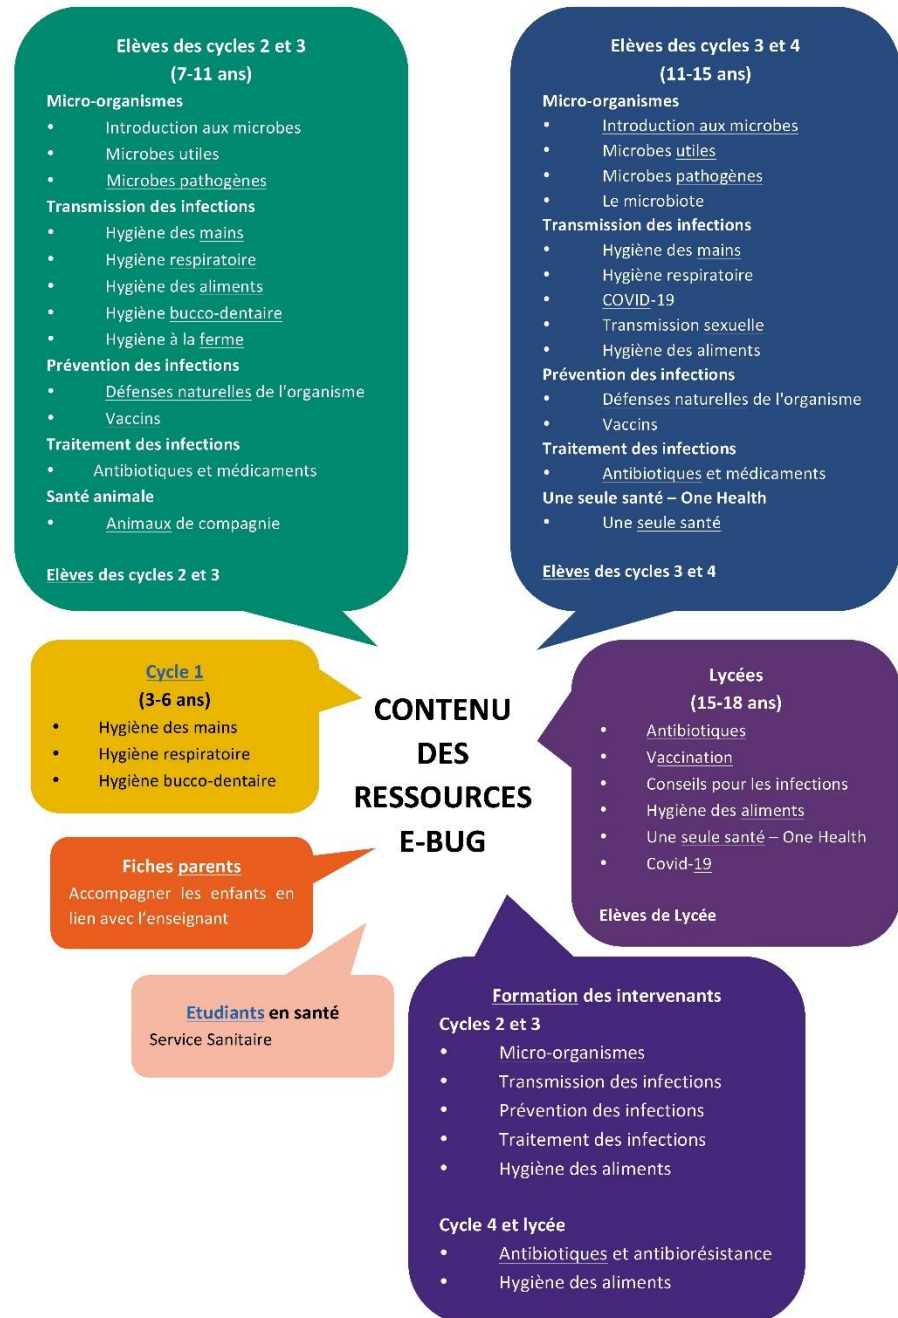 Elèves des cycles 2 et 3
(7-11 ans)
Micro-organismes
• Introduction aux microbes
• Microbes utiles
• Microbes pathogènes
Transmission des infections
• Hygiène des mains
• Hygiène respiratoire
• Hygiène des aliments
• Hygiène bucco-dentaire
• Hygiène à la ferme
Prévention des infections
• Défenses naturelles de l'organisme
• Vaccins
Traitement des infections
• Antibiotiques et médicaments
Santé animale
• Animaux de compagnie
Elèves des cycles 2 et 3
Elèves des cycles 3 et 4
(11-15 ans)
Micro-organismes
• Introduction aux microbes
• Microbes utiles
• Microbes pathogènes
• Le microbiote
Transmission des infections
• Hygiène des mains
• Hygiène respiratoire
• COVID-19
• Transmission sexuelle
• Hygiène des aliments
Prévention des infections
• Défenses naturelles de l'organisme
• Vaccins
Traitement des infections
• Antibiotiques et médicaments
Une seule santé – One Health
• Une seule santé
Elèves des cycles 3 et 4
Cycle 1
(3-6 ans)
• Hygiène des mains
• Hygiène respiratoire
• Hygiène bucco-dentaire
CONTENU
DES
RESSOURCES
E-BUG
Lycées
(15-18 ans)
• Antibiotiques
• Vaccination
• Conseils pour les infections
• Hygiène des aliments
• Une seule santé – One Health
• Covid-19
Elèves de Lycée
Fiches parents
Accompagner les enfants en
lien avec l'enseignant
Etudiants en santé
Service Sanitaire
Formation des intervenants
Cycles 2 et 3
• Micro-organismes
• Transmission des infections
• Prévention des infections
• Traitement des infections
• Hygiène des aliments
Cycle 4 et lycée
• Antibiotiques et antibiorésistance
• Hygiène des aliments